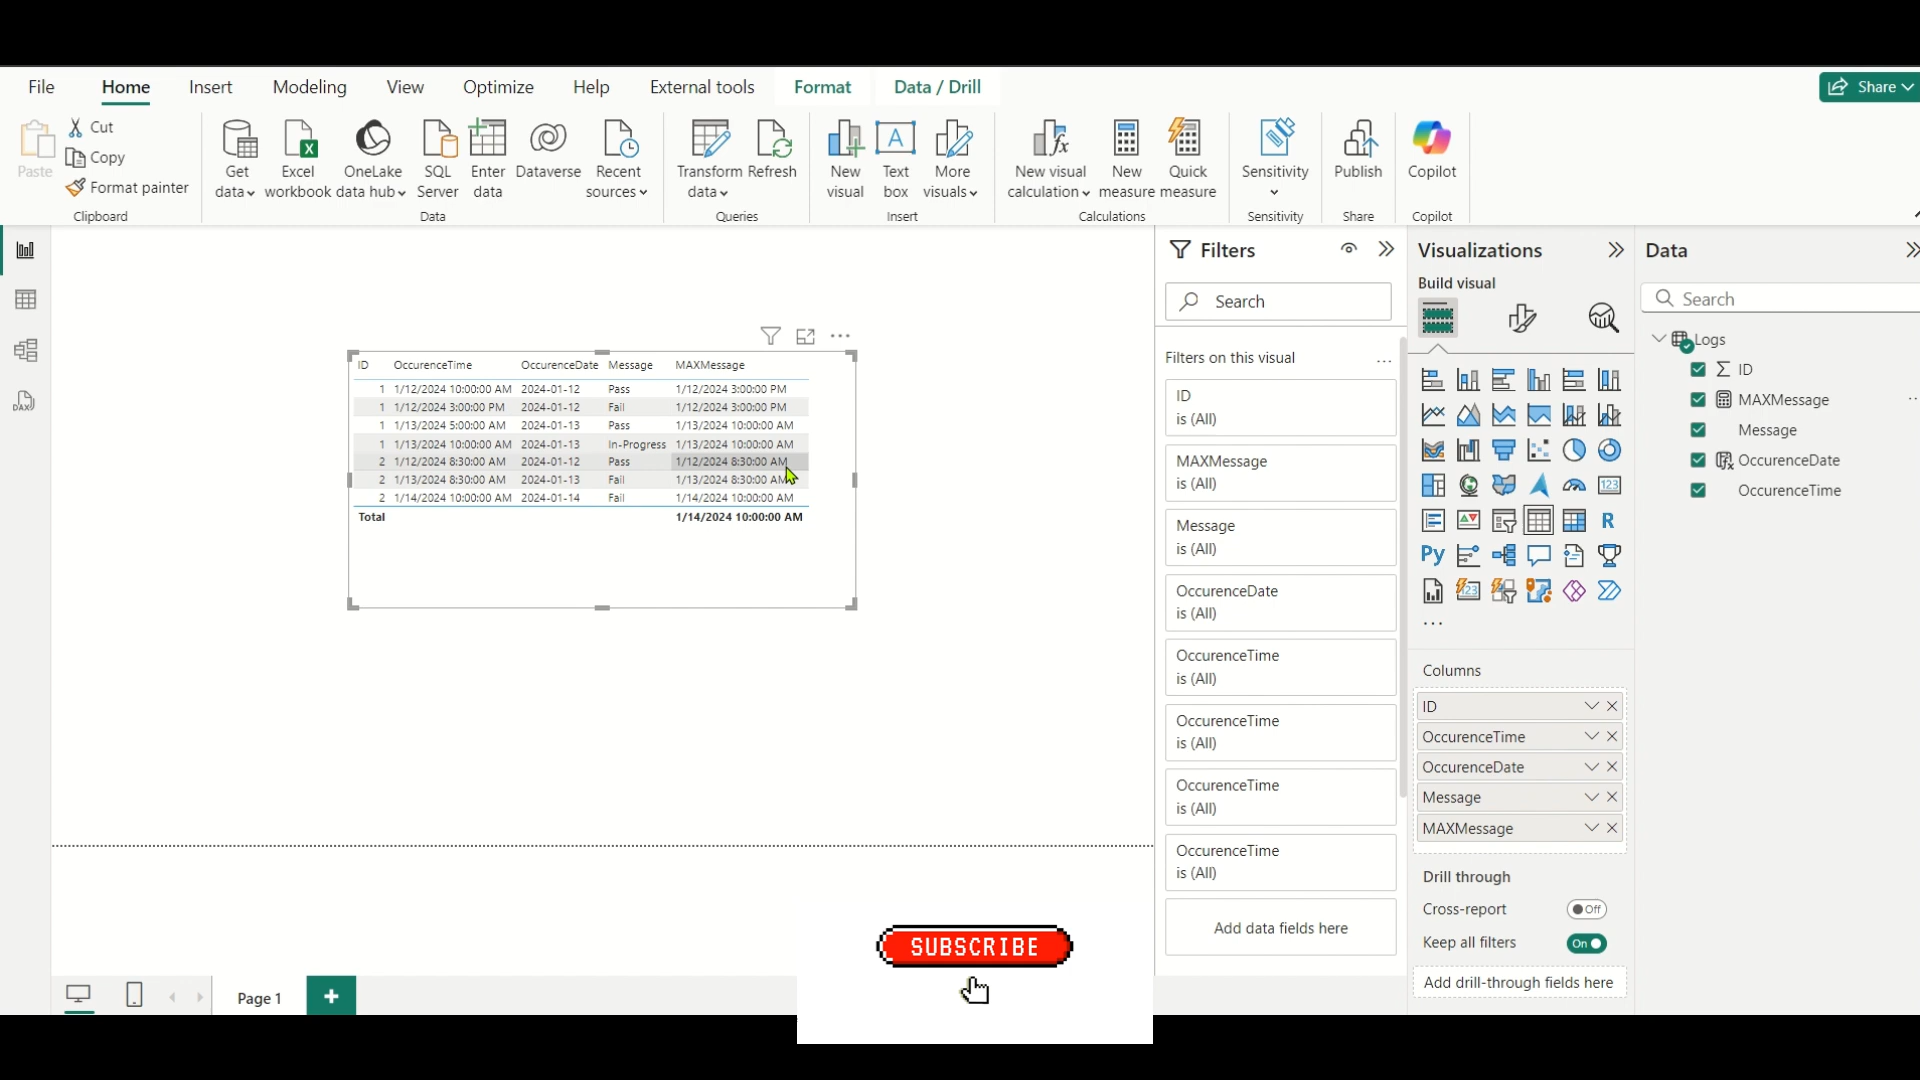 File Home Insert Modeling View Optimize Help External tools Format Data / Drill Share
Paste Cut
Copy
Format painter
Clipboard
Get data
Excel workbook
OneLake data hub
SQL Server
Enter data
Dataverse
Recent sources
Data
Transform data
Refresh
Queries
New visual
Text box
More visuals
Insert
New visual calculation
New measure
Quick measure
Calculations
Sensitivity
Sensitivity
Publish
Share
Copilot
Copilot
ID OccurenceTime OccurenceDate Message MAXMessage
1 1/12/2024 10:00:00 AM 2024-01-12 Pass 1/12/2024 3:00:00 PM
1 1/12/2024 3:00:00 PM 2024-01-12 Fail 1/12/2024 3:00:00 PM
1 1/13/2024 5:00:00 AM 2024-01-13 Pass 1/13/2024 10:00:00 AM
1 1/13/2024 10:00:00 AM 2024-01-13 In-Progress 1/13/2024 10:00:00 AM
2 1/12/2024 8:30:00 AM 2024-01-12 Pass 1/12/2024 8:30:00 AM
2 1/13/2024 8:30:00 AM 2024-01-13 Fail 1/13/2024 8:30:00 AM
2 1/14/2024 10:00:00 AM 2024-01-14 Fail 1/14/2024 10:00:00 AM
Total 1/14/2024 10:00:00 AM
Filters
Search
Filters on this visual
ID
is (All)
MAXMessage
is (All)
Message
is (All)
OccurenceDate
is (All)
OccurenceTime
is (All)
OccurenceTime
is (All)
OccurenceTime
is (All)
OccurenceTime
is (All)
Add data fields here
Visualizations
Build visual
123
R
Py
123
Columns
ID
OccurenceTime
OccurenceDate
Message
MAXMessage
Drill through
Cross-report Off
Keep all filters On
Add drill-through fields here
Data
Search
Logs
ID
MAXMessage
Message
OccurenceDate
OccurenceTime
DAX
A
Page 1
SUBSCRIBE